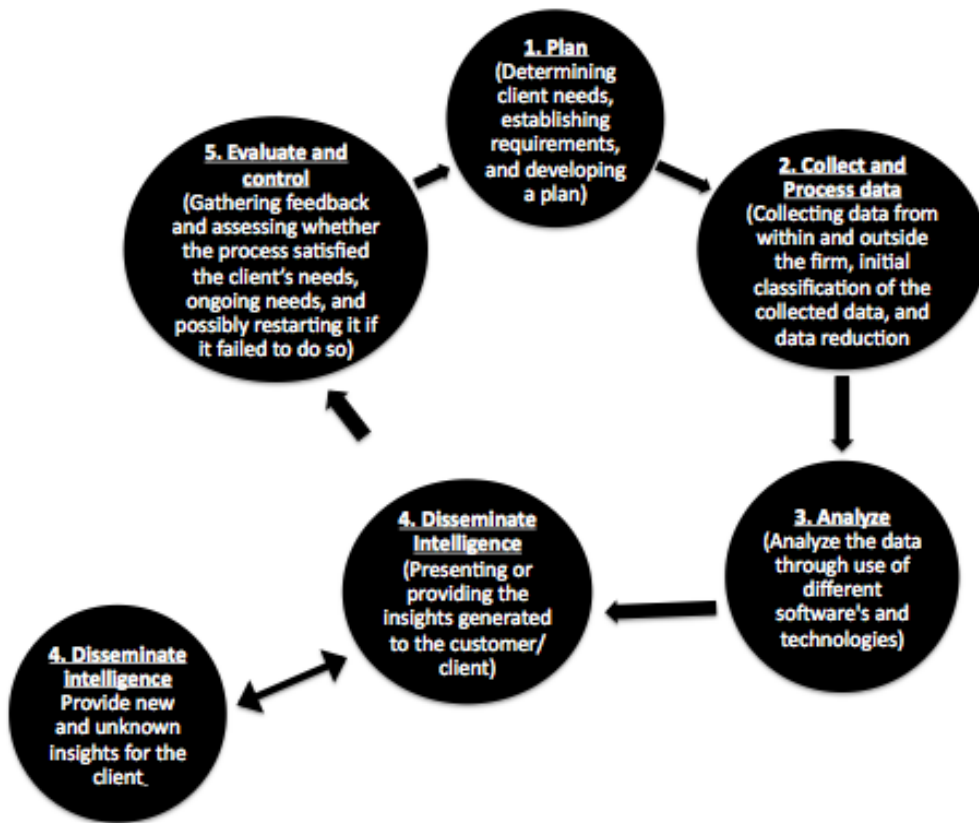 1. Plan
(Determining
client needs,
establishing
requirements,
and developing
a plan)
2. Collect and
Process data
(Collecting data from
within and outside
the firm, initial
classification of the
collected data, and
data reduction
3. Analyze
(Analyze the data
through use of
different
software's and
technologies)
4. Disseminate
Intelligence
(Presenting or
providing the
insights generated
to the customer/
client)
4. Disseminate
intelligence
Provide new
and unknown
insights for the
client
5. Evaluate and
control
(Gathering feedback
and assessing whether
the process satisfied
the client's needs,
ongoing needs, and
possibly restarting it if
it failed to do so)